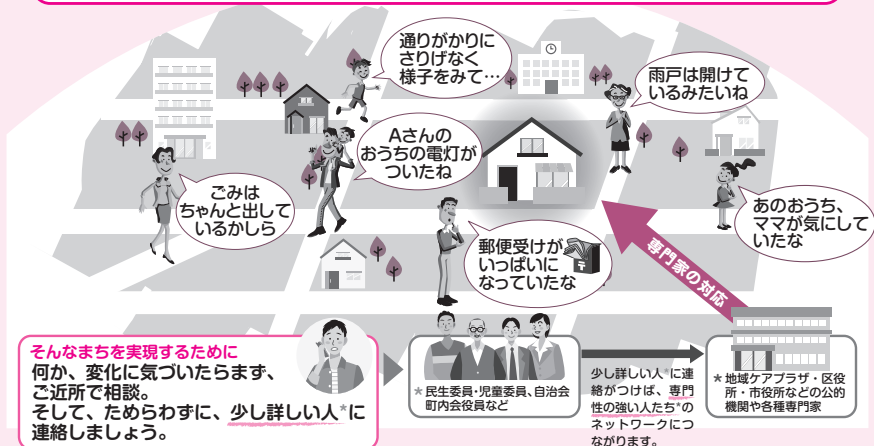 通りがかりに
さりげなく
様子をみて…
雨戸は開けて
いるみたいね
Aさんの
おうちの電灯が
ついたね
ごみは
ちゃんと出して
いるかしら
あのおうち、
ママが気にして
いたな
郵便受けが
いっぱいに
なっていたな
〒
専門家の対応
そんなまちを実現するために
何か、変化に気づいたらまず、
ご近所で相談。
そして、ためらわずに、少し詳しい人*に
連絡しましょう。
*民生委員・児童委員、自治会
町内会役員など
少し詳しい人*に連
絡がつけば、専門
性の強い人たち*の
ネットワークにつ
ながります。
*地域ケアプラザ・区役
所・市役所などの公的
機関や各種専門家